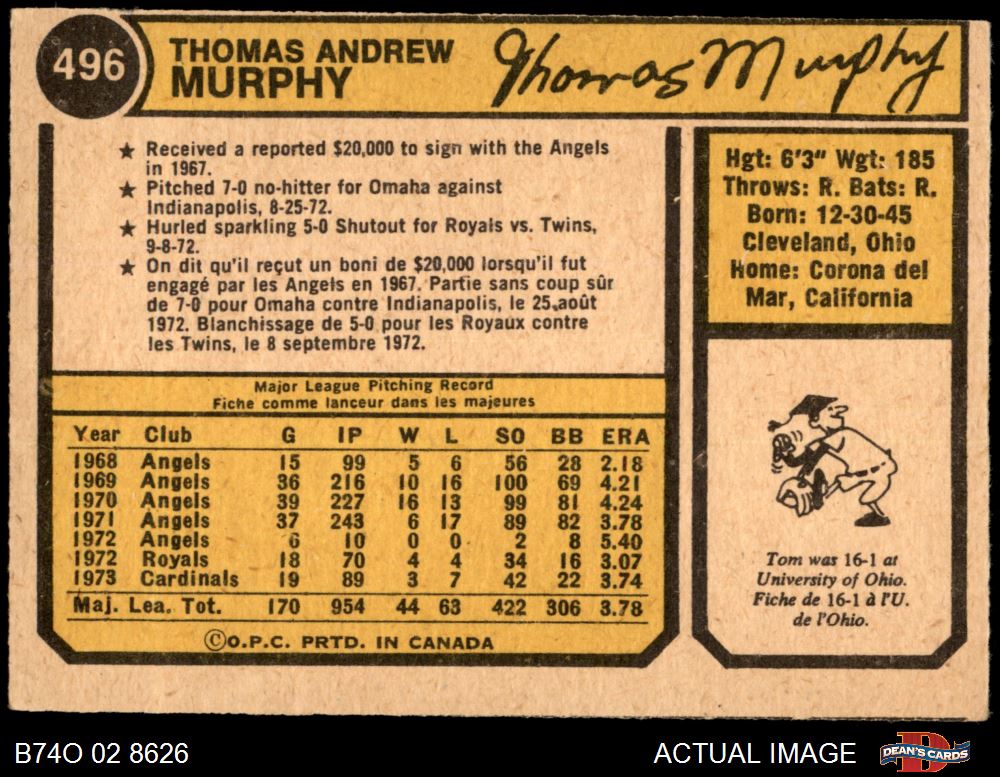 496
THOMAS ANDREW
MURPHY
Thomas Murphy
★ Received a reported $20,000 to sign with the Angels
in 1967.
★ Pitched 7-0 no-hitter for Omaha against
Indianapolis, 8-25-72.
★ Hurled sparkling 5-0 Shutout for Royals vs. Twins,
9-8-72.
★ On dit qu'il reçut un boni de $20,000 lorsqu'il fut
engagé par les Angels en 1967. Partie sans coup sûr
de 7-0 pour Omaha contre Indianapolis, le 25 août
1972. Blanchissage de 5-0 pour les Royaux contre
les Twins, le 8 septembre 1972.
Hgt: 6'3" Wgt: 185
Throws: R. Bats: R.
Born: 12-30-45
Cleveland, Ohio
Home: Corona del
Mar, California
Major League Pitching Record
Fiche comme lanceur dans les majeures
Year Club G IP W L SO BB ERA
1968 Angels 15 99 5 6 56 28 2.18
1969 Angels 36 216 10 16 100 69 4.21
1970 Angels 39 227 16 13 99 81 4.24
1971 Angels 37 243 6 17 89 82 3.78
1972 Angels 6 10 0 0 2 8 5.40
1972 Royals 18 70 4 4 34 16 3.07
1973 Cardinals 19 89 3 7 42 22 3.74
Maj. Lea. Tot. 170 954 44 63 422 306 3.78
©O.P.C. PRTD. IN CANADA
Tom was 16-1 at
University of Ohio.
Fiche de 16-1 à l'U.
de l'Ohio.
B74O 02 8626
ACTUAL IMAGE
DEAN'S CARDS